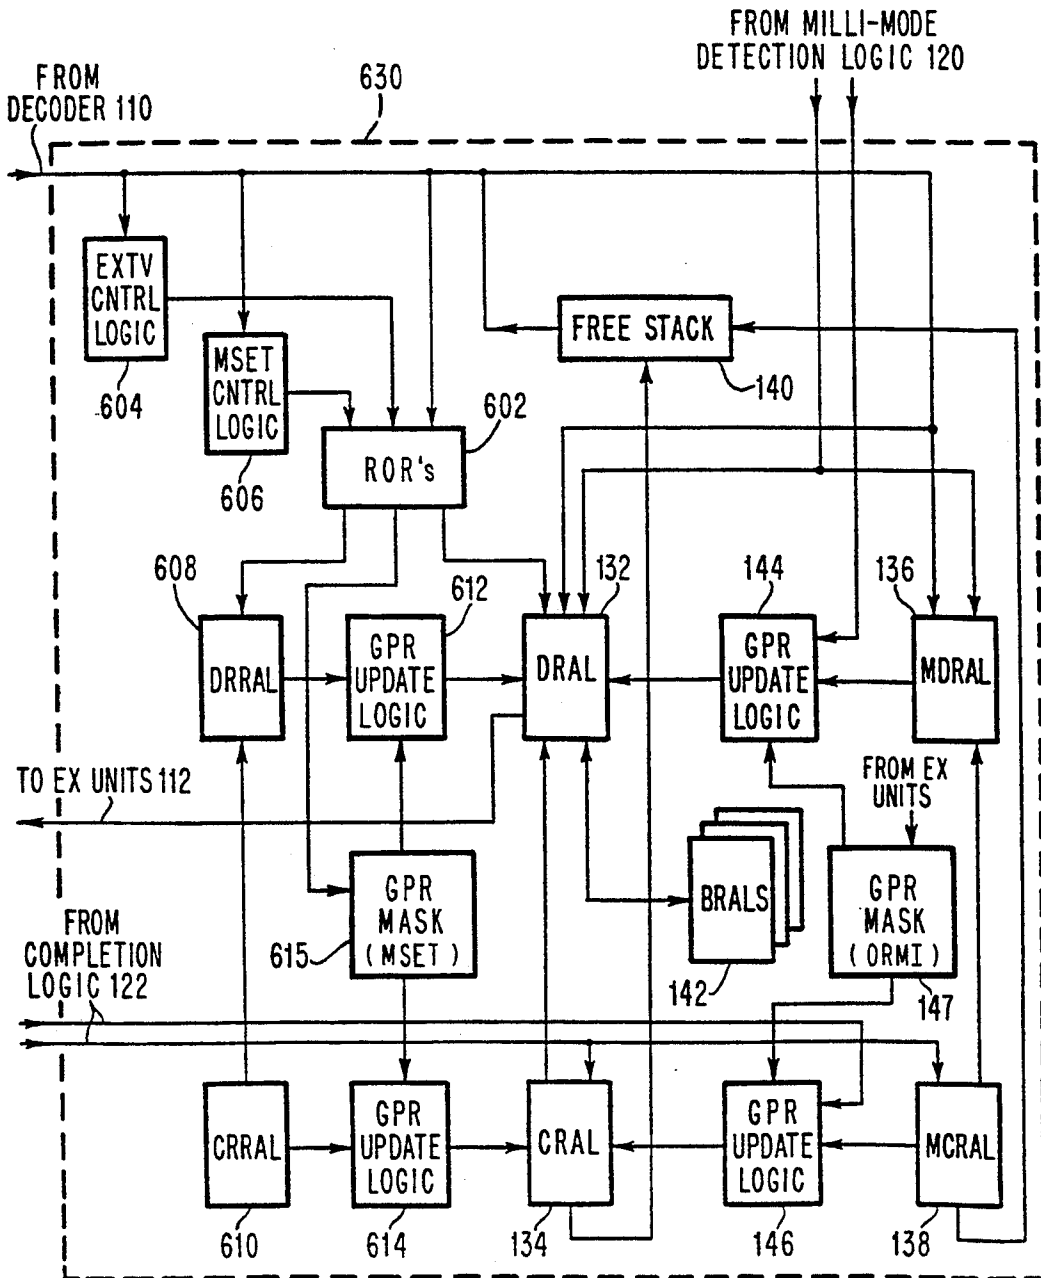 FROM MILLI-MODE
DETECTION LOGIC 120
FROM
DECODER 110
630
EXTV
CNTRL
LOGIC
604
MSET
CNTRL
LOGIC
606
FREE STACK
140
602
ROR's
608
DRRAL
612
GPR
UPDATE
LOGIC
132
DRAL
144
GPR
UPDATE
LOGIC
136
MDRAL
TO EX UNITS 112
FROM EX
UNITS
GPR
MASK
(MSET)
615
BRALS
142
GPR
MASK
(ORMI)
147
FROM
COMPLETION
LOGIC 122
CRRAL
610
GPR
UPDATE
LOGIC
614
CRAL
134
GPR
UPDATE
LOGIC
146
MCRAL
138